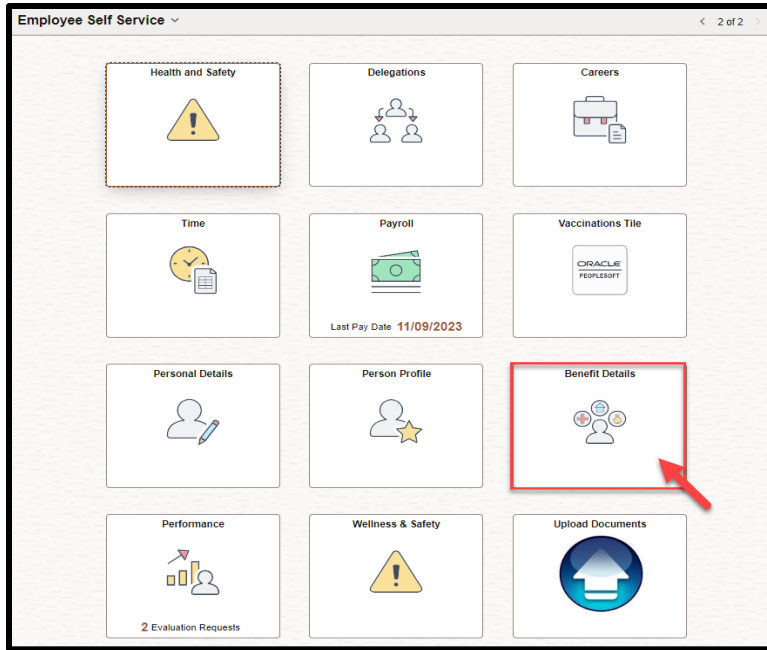 Employee Self Service
2 of 2
Health and Safety
Delegations
Careers
Time
Payroll
Vaccinations Tile
ORACLE
PEOPLESOFT
Last Pay Date 11/09/2023
Personal Details
Person Profile
Benefit Details
Performance
Wellness & Safety
Upload Documents
2 Evaluation Requests